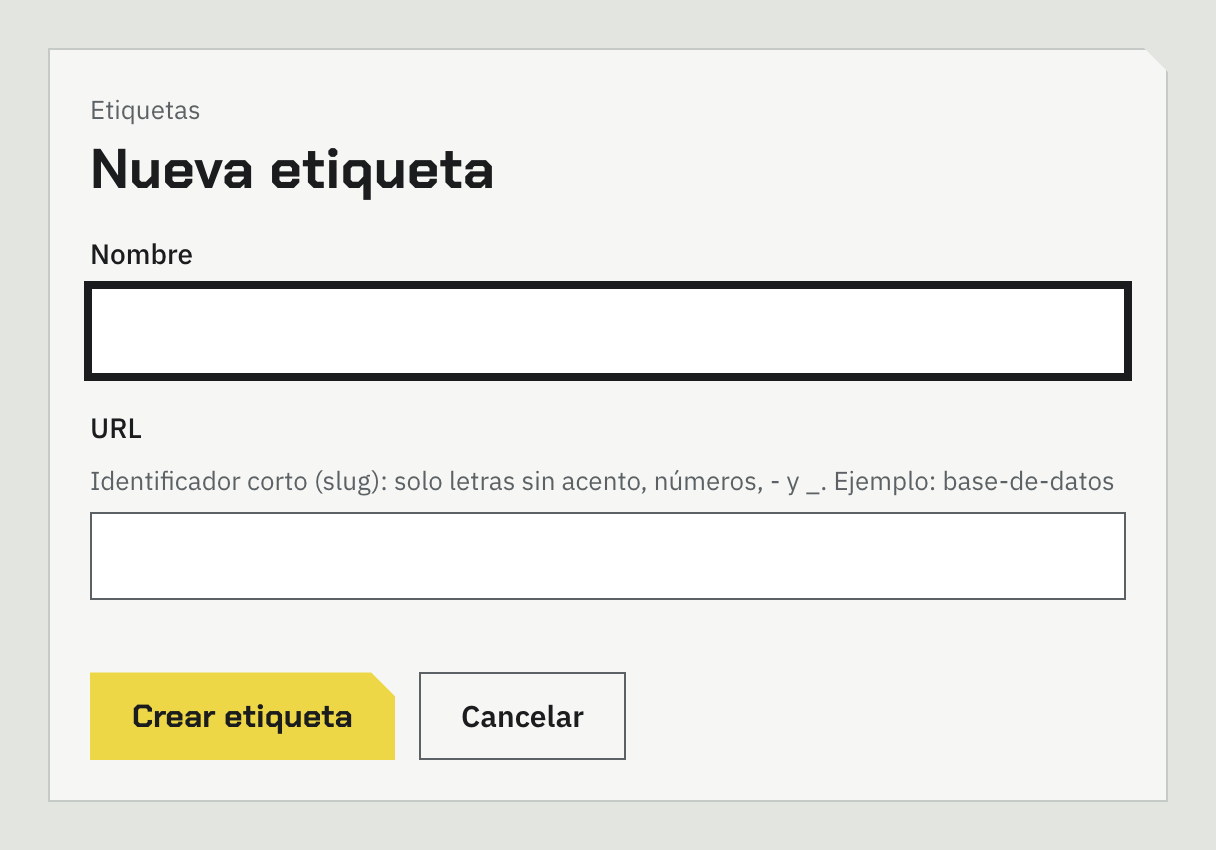 Etiquetas
Nueva etiqueta
Nombre
URL
Identificador corto (slug): solo letras sin acento, números, - y _. Ejemplo: base-de-datos
Crear etiqueta
Cancelar